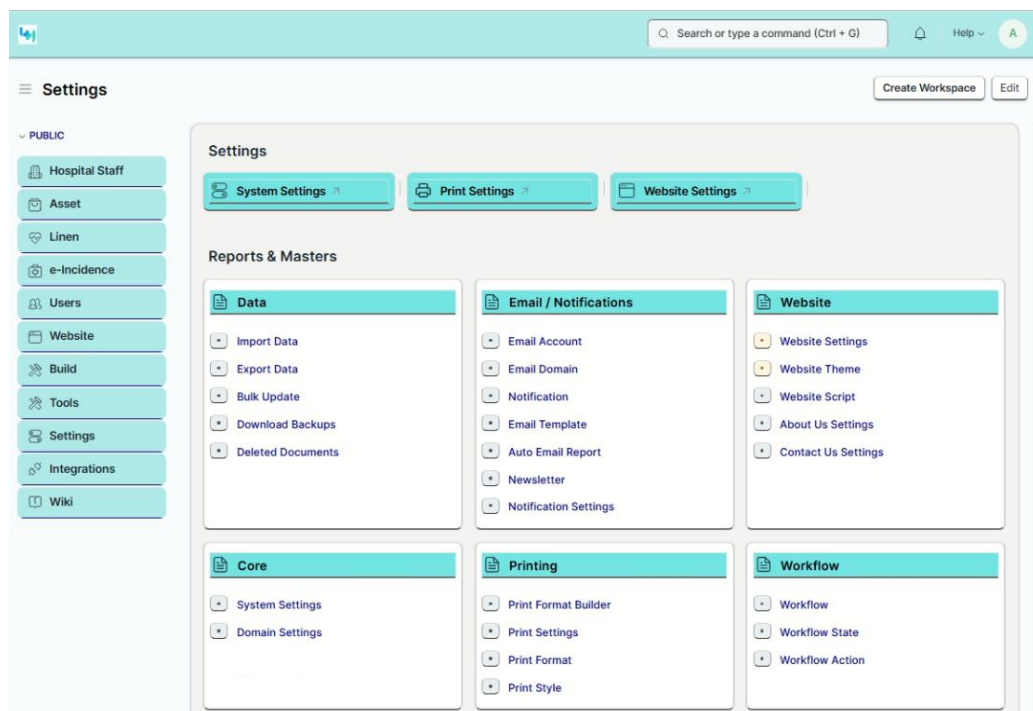 Search or type a command (Ctrl + G)
Help
A
Settings
Create Workspace
Edit
PUBLIC
Hospital Staff
Asset
Linen
e-Incidence
Users
Website
Build
Tools
Settings
Integrations
Wiki
Settings
System Settings
Print Settings
Website Settings
Reports & Masters
Data
Import Data
Export Data
Bulk Update
Download Backups
Deleted Documents
Email / Notifications
Email Account
Email Domain
Notification
Email Template
Auto Email Report
Newsletter
Notification Settings
Website
Website Settings
Website Theme
Website Script
About Us Settings
Contact Us Settings
Core
System Settings
Domain Settings
Printing
Print Format Builder
Print Settings
Print Format
Print Style
Workflow
Workflow
Workflow State
Workflow Action